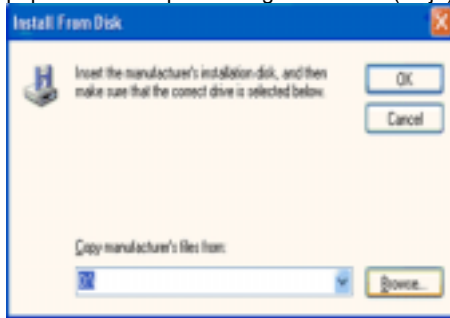 Install From Disk
Insert the manufacturer's installation disk, and then
make sure that the correct drive is selected below.
OK
Cancel
Copy manufacturer's files from:
Browse...